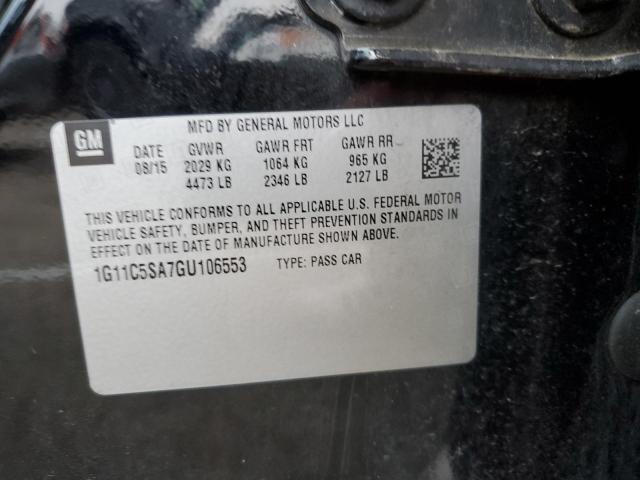 GM
MFD BY GENERAL MOTORS LLC
DATE GVWR GAWR FRT GAWR RR
08/15 2029 KG 1064 KG 965 KG
4473 LB 2346 LB 2127 LB
THIS VEHICLE CONFORMS TO ALL APPLICABLE U.S. FEDERAL MOTOR
VEHICLE SAFETY, BUMPER, AND THEFT PREVENTION STANDARDS IN
EFFECT ON THE DATE OF MANUFACTURE SHOWN ABOVE.
1G11C5SA7GU106553 TYPE: PASS CAR